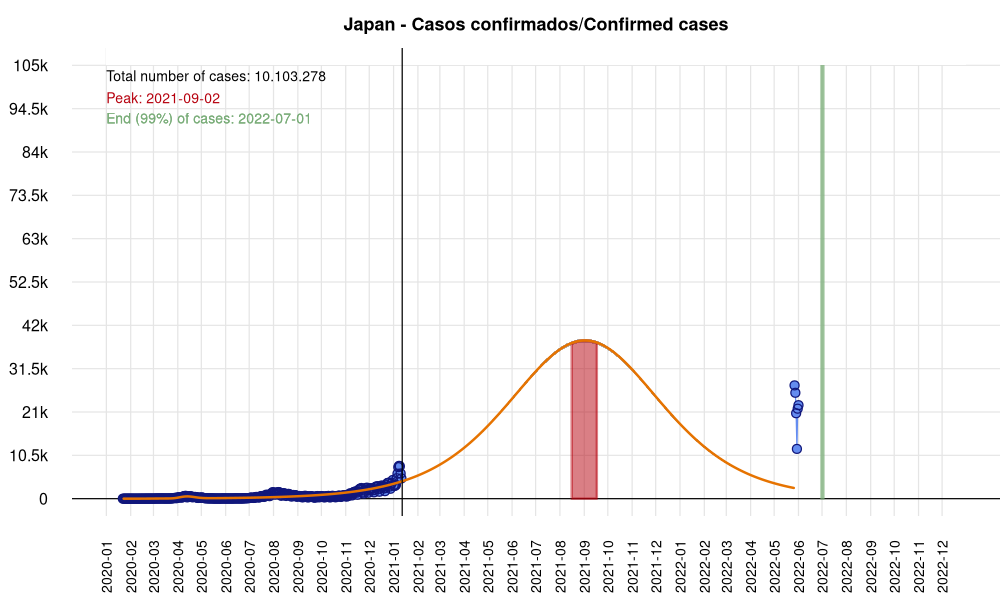 Japan - Casos confirmados/Confirmed cases
Total number of cases: 10.103.278
Peak: 2021-09-02
End (99%) of cases: 2022-07-01
105k
94.5k
84k
73.5k
63k
52.5k
42k
31.5k
21k
10.5k
0
2020-01
2020-02
2020-03
2020-04
2020-05
2020-06
2020-07
2020-08
2020-09
2020-10
2020-11
2020-12
2021-01
2021-03
2021-03
2021-04
2021-05
2021-06
2021-07
2021-08
2021-09
2021-10
2021-11
2021-12
2022-01
2022-02
2022-03
2022-04
2022-05
2022-06
2022-07
2022-08
2022-09
2022-10
2022-11
2022-12